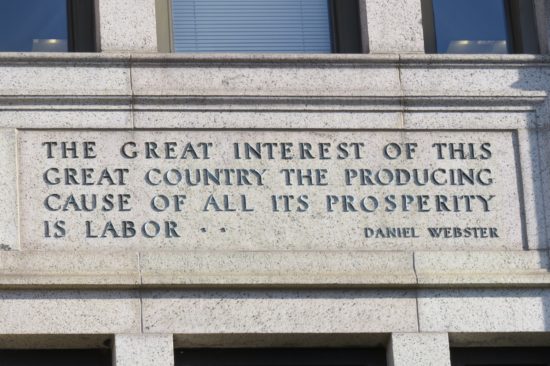 THE GREAT INTEREST OF THIS
GREAT COUNTRY THE PRODUCING
CAUSE OF ALL ITS PROSPERITY
IS LABOR · · DANIEL WEBSTER